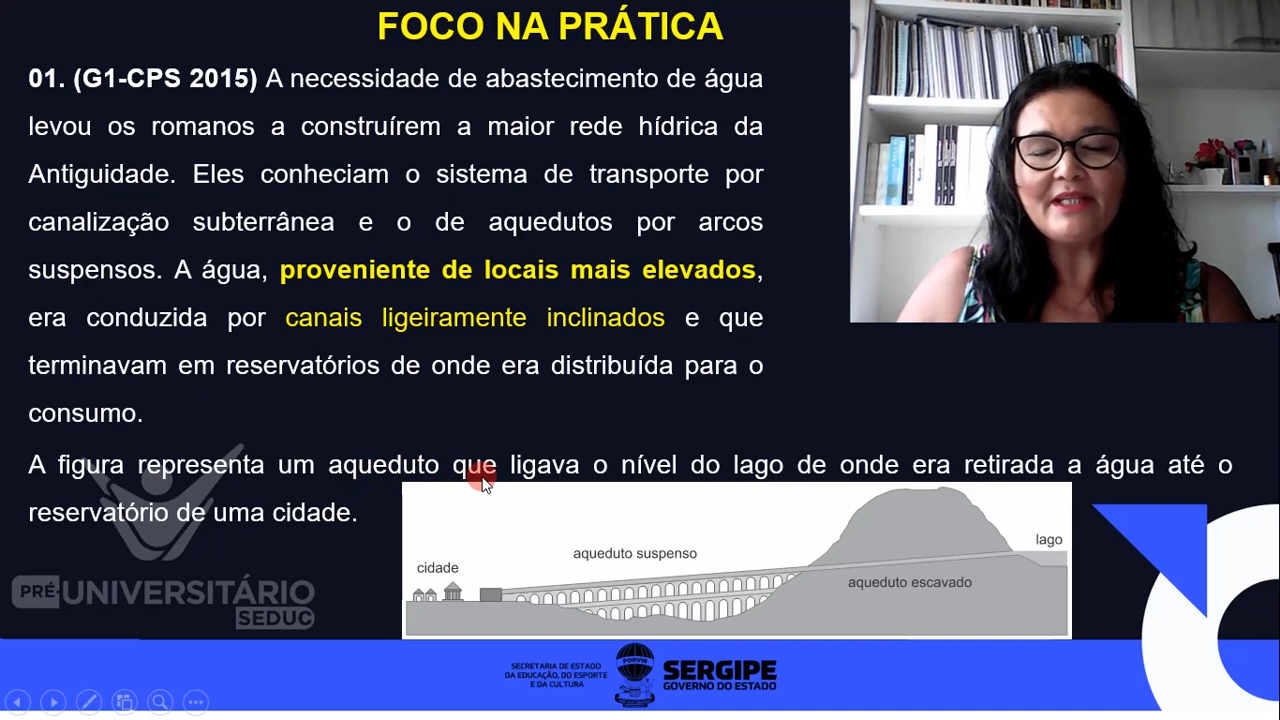 FOCO NA PRÁTICA
01. (G1-CPS 2015) A necessidade de abastecimento de água
levou os romanos a construírem a maior rede hídrica da
Antiguidade. Eles conheciam o sistema de transporte por
canalização subterrânea e o de aquedutos por arcos
suspensos. A água, proveniente de locais mais elevados,
era conduzida por canais ligeiramente inclinados e que
terminavam em reservatórios de onde era distribuída para o
consumo.
A figura representa um aqueduto que ligava o nível do lago de onde era retirada a água até o
reservatório de uma cidade.
lago
aqueduto suspenso
cidade
aqueduto escavado
PRÉ-UNIVERSITÁRIO
SEDUC
SECRETARIA DE ESTADO
DA EDUCAÇÃO, DO ESPORTE
E DA CULTURA
PORVIR
SERGIPE
GOVERNO DO ESTADO